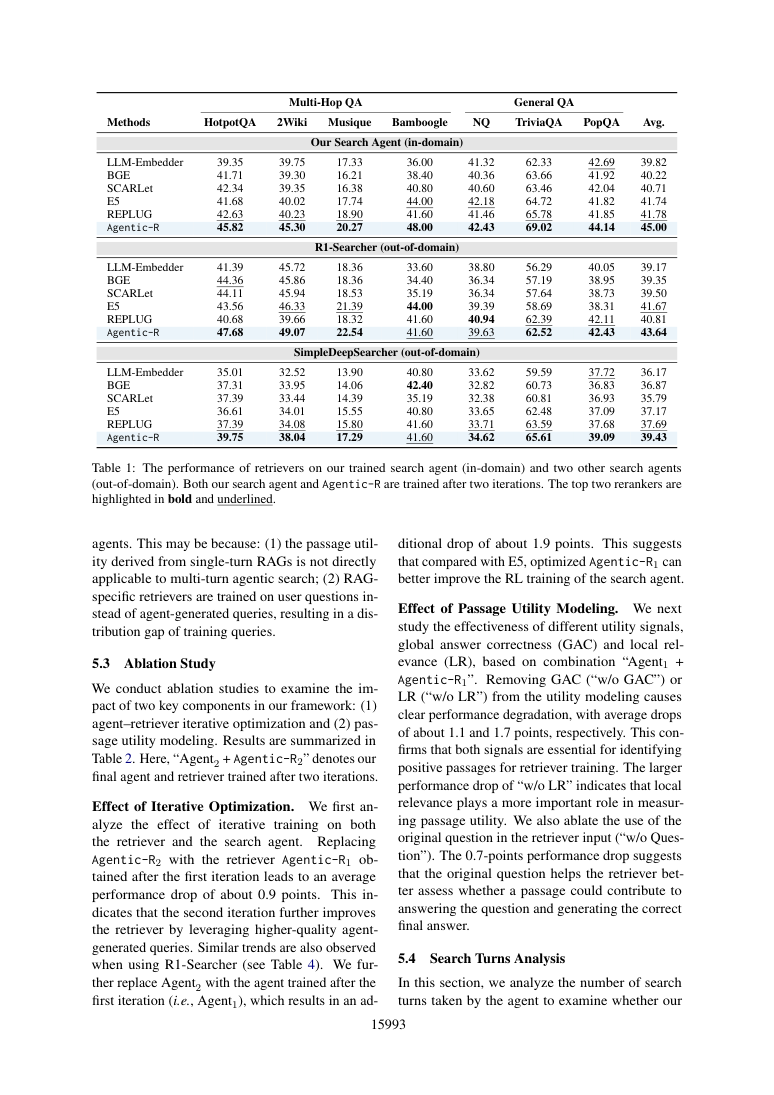 Multi-Hop QA General QA
Methods HotpotQA 2Wiki Musique Bamboogle NQ TriviaQA PopQA Avg.
Our Search Agent (in-domain)
LLM-Embedder 39.35 39.75 17.33 36.00 41.32 62.33 42.69 39.82
BGE 41.71 39.30 16.21 38.40 40.36 63.66 41.92 40.22
SCARLet 42.34 39.35 16.38 40.80 40.60 63.46 42.04 40.71
E5 41.68 40.02 17.74 44.00 42.18 64.72 41.82 41.74
REPLUG 42.63 40.23 18.90 41.60 41.46 65.78 41.85 41.78
Agentic-R 45.82 45.30 20.27 48.00 42.43 69.02 44.14 45.00
R1-Searcher (out-of-domain)
LLM-Embedder 41.39 45.72 18.36 33.60 38.80 56.29 40.05 39.17
BGE 44.36 45.86 18.36 34.40 36.34 57.19 38.95 39.35
SCARLet 44.11 45.94 18.53 35.19 36.34 57.64 38.73 39.50
E5 43.56 46.33 21.39 44.00 39.39 58.69 38.31 41.67
REPLUG 40.68 39.66 18.32 41.60 40.94 62.39 42.11 40.81
Agentic-R 47.68 49.07 22.54 41.60 39.63 62.52 42.43 43.64
SimpleDeepSearcher (out-of-domain)
LLM-Embedder 35.01 32.52 13.90 40.80 33.62 59.59 37.72 36.17
BGE 37.31 33.95 14.06 42.40 32.82 60.73 36.83 36.87
SCARLet 37.39 33.44 14.39 35.19 32.38 60.81 36.93 35.79
E5 36.61 34.01 15.55 40.80 33.65 62.48 37.09 37.17
REPLUG 37.39 34.08 15.80 41.60 33.71 63.59 37.68 37.69
Agentic-R 39.75 38.04 17.29 41.60 34.62 65.61 39.09 39.43
Table 1: The performance of retrievers on our trained search agent (in-domain) and two other search agents
(out-of-domain). Both our search agent and Agentic-R are trained after two iterations. The top two rerankers are
highlighted in bold and underlined.
agents. This may be because: (1) the passage util-
ity derived from single-turn RAGs is not directly
applicable to multi-turn agentic search; (2) RAG-
specific retrievers are trained on user questions in-
stead of agent-generated queries, resulting in a dis-
tribution gap of training queries.
5.3 Ablation Study
We conduct ablation studies to examine the im-
pact of two key components in our framework: (1)
agent–retriever iterative optimization and (2) pas-
sage utility modeling. Results are summarized in
Table 2. Here, “Agent₂ + Agentic-R₂” denotes our
final agent and retriever trained after two iterations.
Effect of Iterative Optimization. We first an-
alyze the effect of iterative training on both
the retriever and the search agent. Replacing
Agentic-R₂ with the retriever Agentic-R₁ ob-
tained after the first iteration leads to an average
performance drop of about 0.9 points. This in-
dicates that the second iteration further improves
the retriever by leveraging higher-quality agent-
generated queries. Similar trends are also observed
when using R1-Searcher (see Table 4). We fur-
ther replace Agent₂ with the agent trained after the
first iteration (i.e., Agent₁), which results in an ad-
ditional drop of about 1.9 points. This suggests
that compared with E5, optimized Agentic-R₁ can
better improve the RL training of the search agent.
Effect of Passage Utility Modeling. We next
study the effectiveness of different utility signals,
global answer correctness (GAC) and local rel-
evance (LR), based on combination “Agent₁ +
Agentic-R₁”. Removing GAC (“w/o GAC”) or
LR (“w/o LR”) from the utility modeling causes
clear performance degradation, with average drops
of about 1.1 and 1.7 points, respectively. This con-
firms that both signals are essential for identifying
positive passages for retriever training. The larger
performance drop of “w/o LR” indicates that local
relevance plays a more important role in measur-
ing passage utility. We also ablate the use of the
original question in the retriever input (“w/o Ques-
tion”). The 0.7-points performance drop suggests
that the original question helps the retriever bet-
ter assess whether a passage could contribute to
answering the question and generating the correct
final answer.
5.4 Search Turns Analysis
In this section, we analyze the number of search
turns taken by the agent to examine whether our
15993